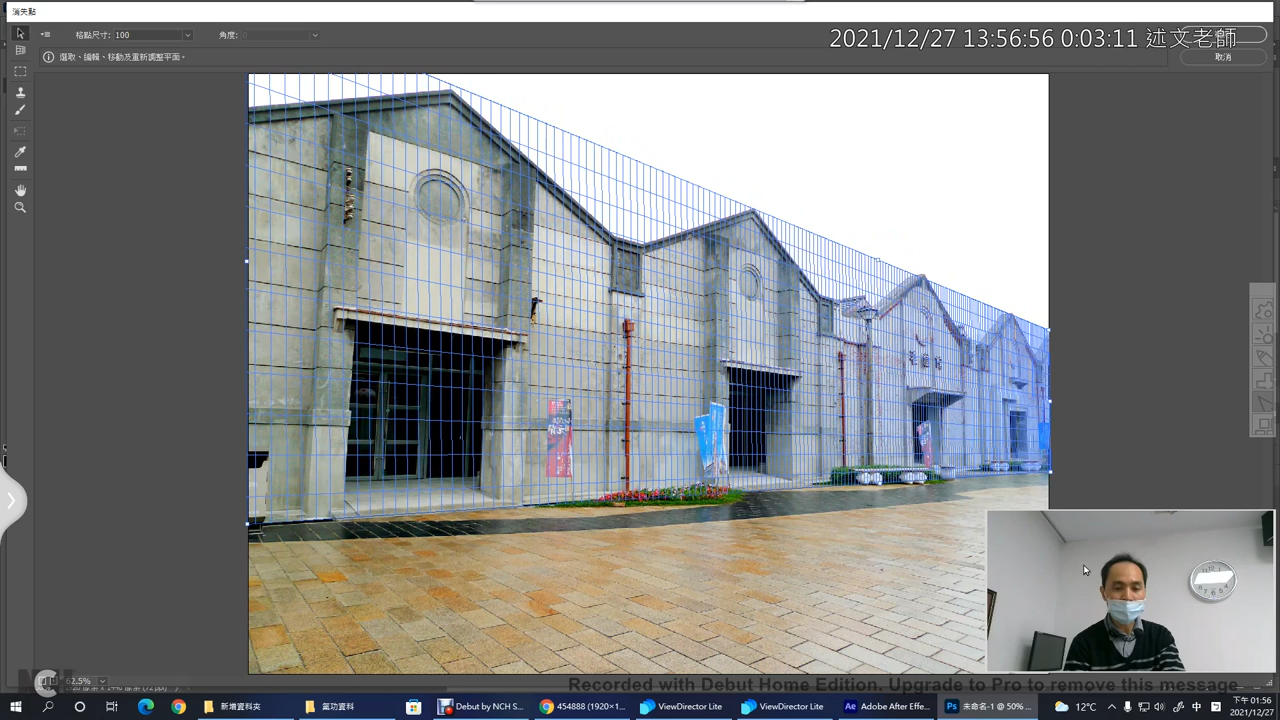 消失點
格點尺寸: 100
角度: 0
2021/12/27 13:56:56 0:03:11 述文老師
選取、編輯、移動及重新調整平面。
取消
62.5%
Recorded with Debut Home Edition. Upgrade to Pro to remove this message
新增資料夾
氣功資料
Debut by NCH S...
454888 (1920×1...
ViewDirector Lite
ViewDirector Lite
Adobe After Effe...
未命名-1 @ 50% ...
12°C
中
下午 01:56
2021/12/27